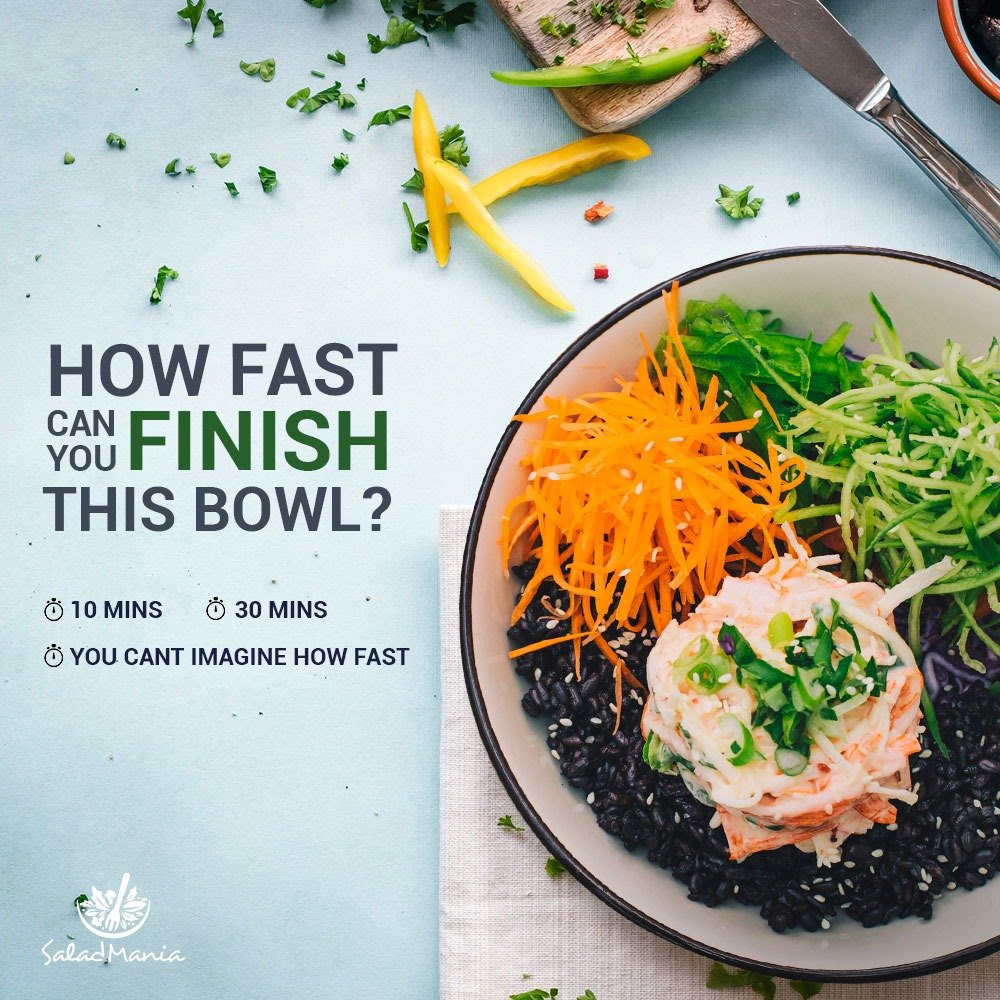 HOW FAST
CAN
YOU FINISH
THIS BOWL?
10 MINS 30 MINS
YOU CANT IMAGINE HOW FAST
SaladMania